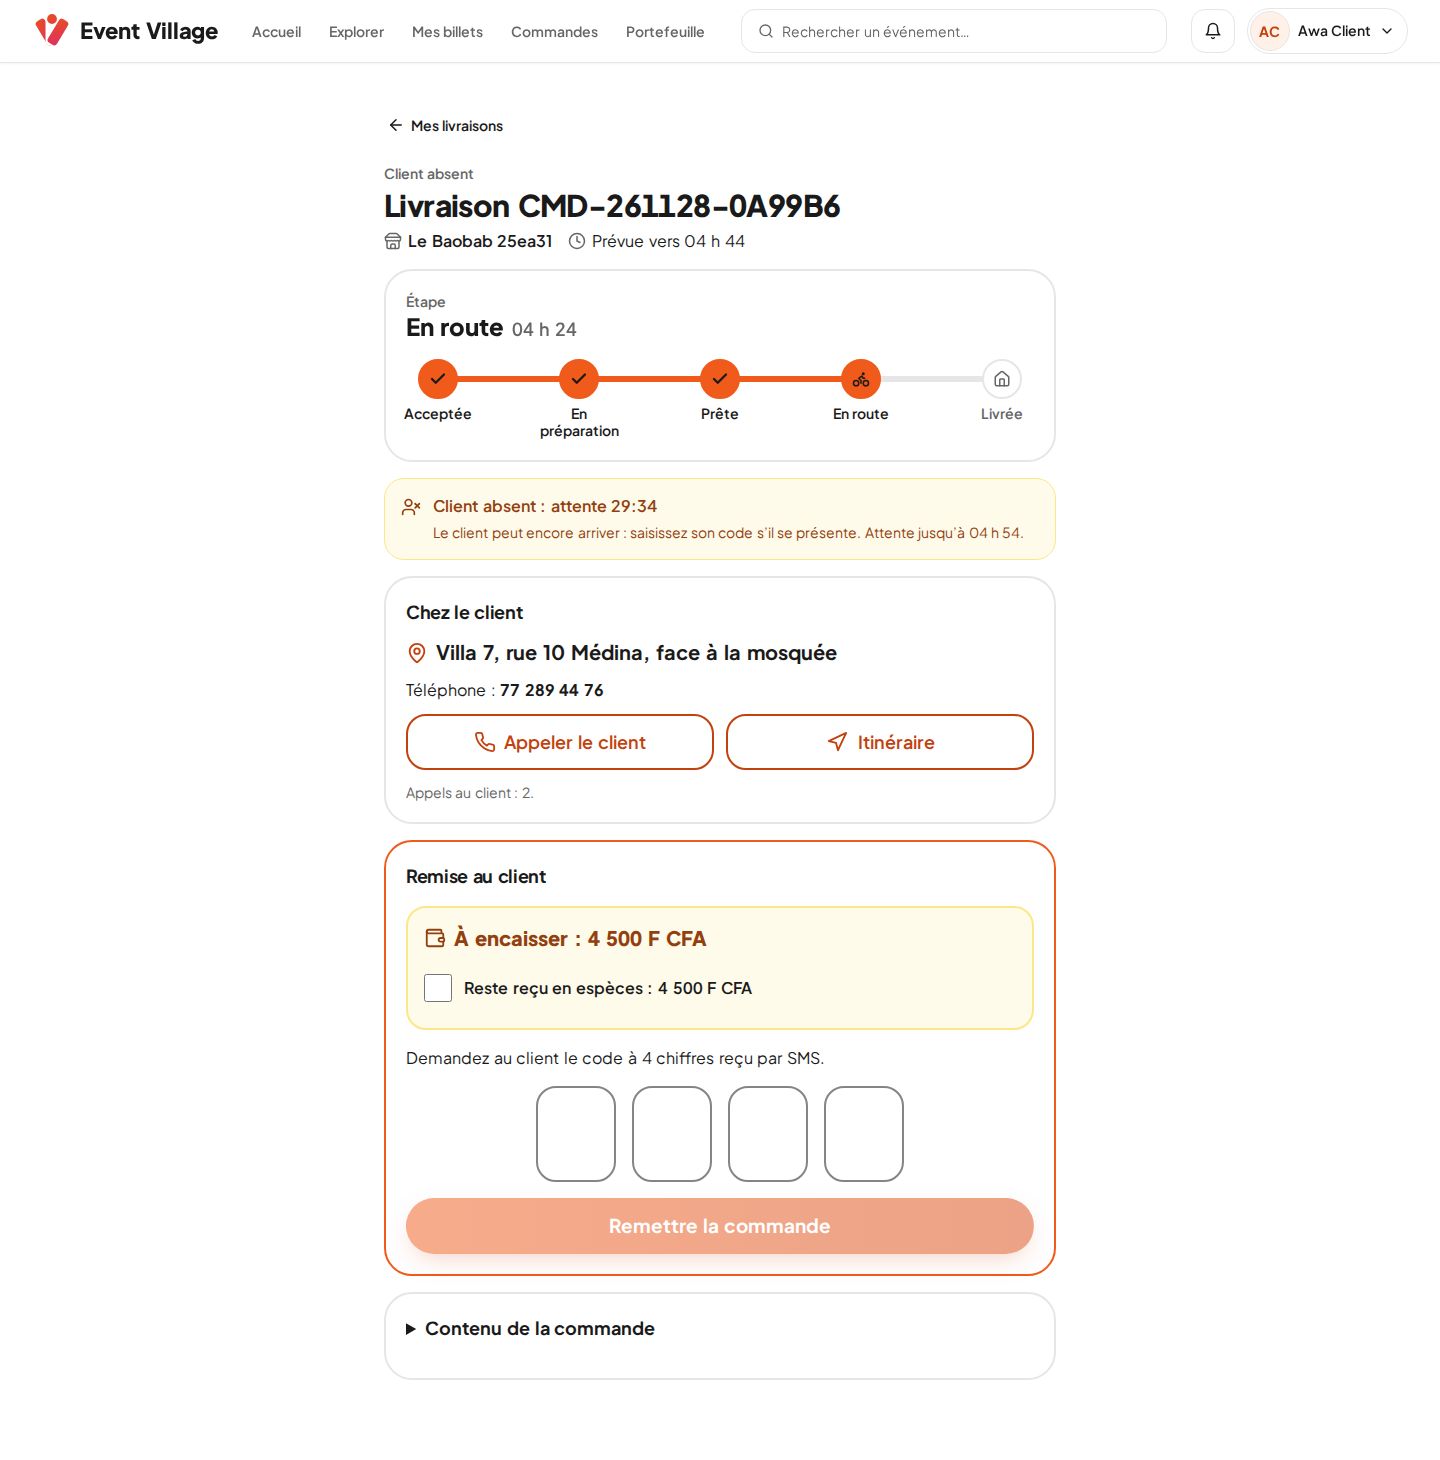 Event Village
Accueil
Explorer
Mes billets
Commandes
Portefeuille
Rechercher un événement…
AC
Awa Client
Mes livraisons
Client absent
Livraison CMD-261128-0A99B6
Le Baobab 25ea31
Prévue vers 04 h 44
Étape
En route 04 h 24
Acceptée
En préparation
Prête
En route
Livrée
Client absent : attente 29:34
Le client peut encore arriver : saisissez son code s’il se présente. Attente jusqu’à 04 h 54.
Chez le client
Villa 7, rue 10 Médina, face à la mosquée
Téléphone : 77 289 44 76
Appeler le client
Itinéraire
Appels au client : 2.
Remise au client
À encaisser : 4 500 F CFA
Reste reçu en espèces : 4 500 F CFA
Demandez au client le code à 4 chiffres reçu par SMS.
Remettre la commande
Contenu de la commande